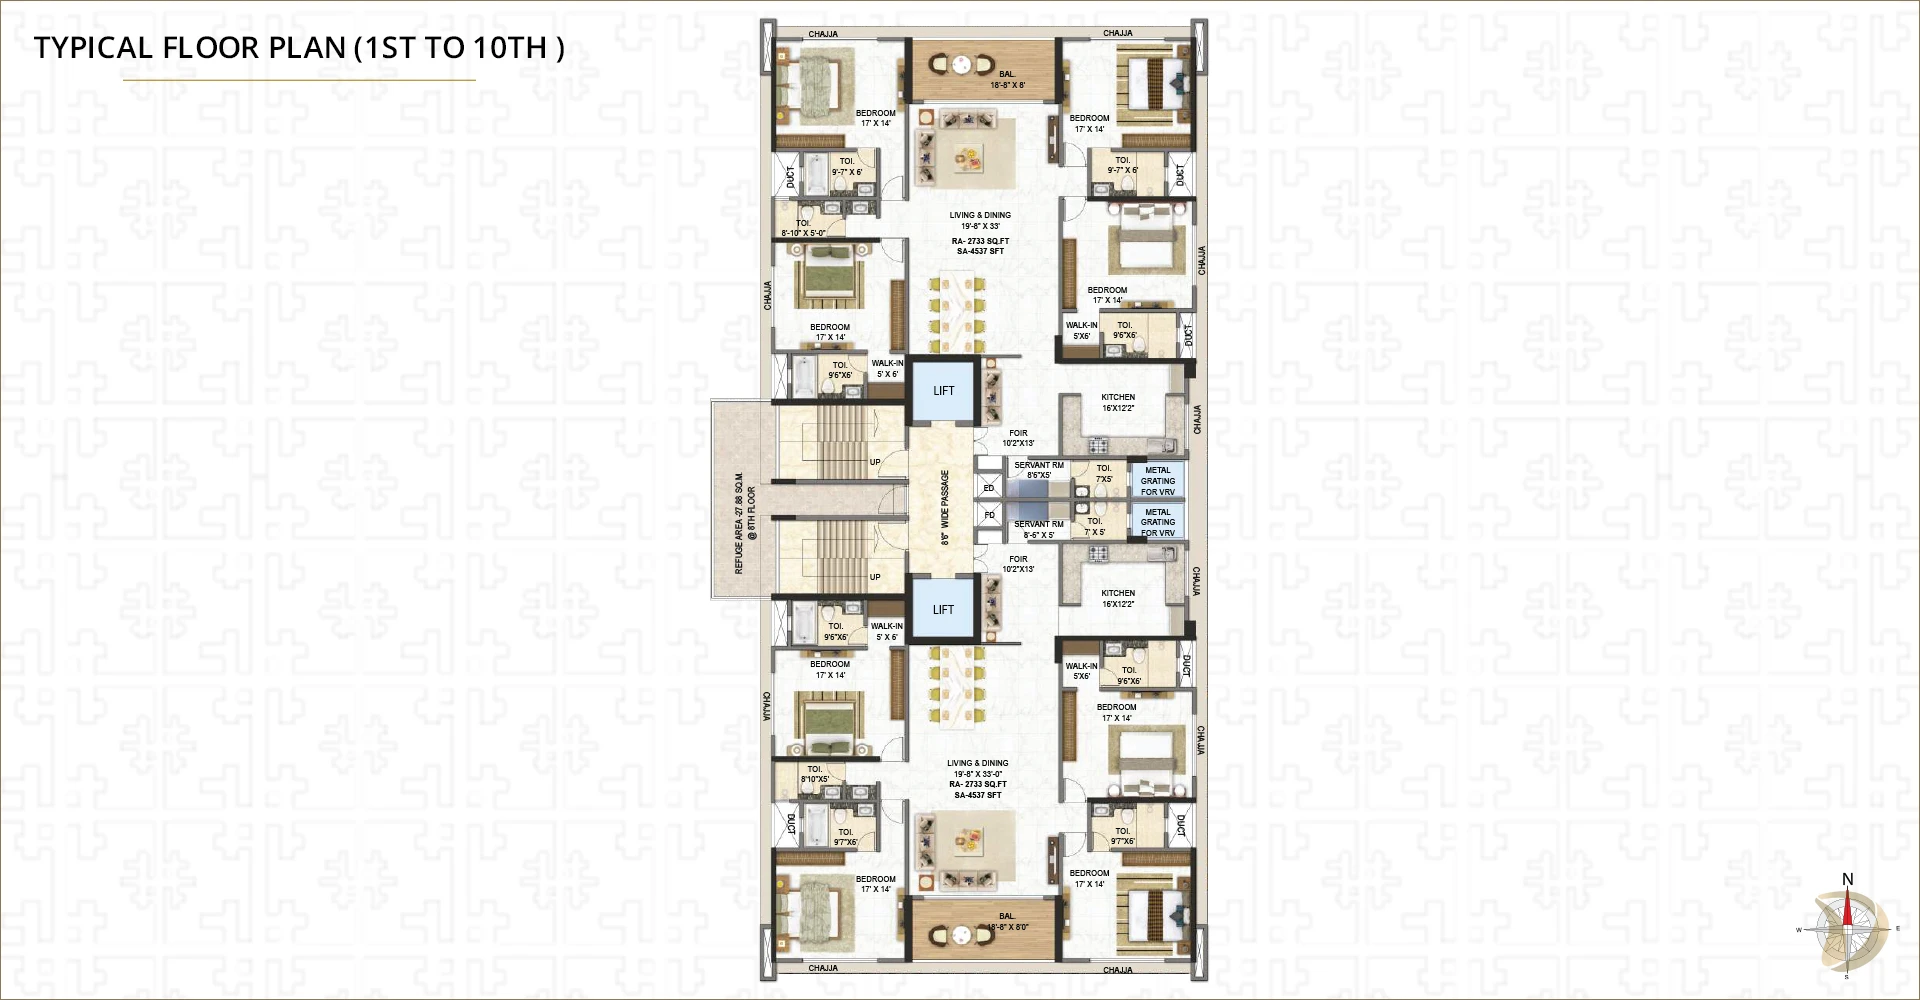 TYPICAL FLOOR PLAN (1ST TO 10TH )
CHAJJA
CHAJJA
BAL.
18'-8" X 8'
BEDROOM
17' X 14'
BEDROOM
17' X 14'
TOI.
9'-7" X 6'
DUCT
TOI.
9'-7" X 6'
DUCT
TOI.
8'-10" X 5'-0"
LIVING & DINING
19'-8" X 33'
RA- 2733 SQ.FT
SA-4537 SFT
CHAJJA
CHAJJA
BEDROOM
17' X 14'
BEDROOM
17' X 14'
WALK-IN
5'X6'
TOI.
9'6"X6'
DUCT
TOI.
9'6"X6'
WALK-IN
5' X 6'
LIFT
KITCHEN
16'X12'2"
CHAJJA
FOIR
10'2"X13'
UP
SERVANT RM
8'6"X5'
TOI.
7'X5'
METAL
GRATING
FOR VRV
ED
REFUGE AREA -27.88 SQ.M.
@ 8TH FLOOR
8'6" WIDE PASSAGE
FD
SERVANT RM
8'-6" X 5'
TOI.
7' X 5'
METAL
GRATING
FOR VRV
FOIR
10'2"X13'
UP
CHAJJA
KITCHEN
16'X12'2"
LIFT
TOI.
9'6"X6'
WALK-IN
5' X 6'
BEDROOM
17' X 14'
WALK-IN
5'X6'
TOI.
9'6"X6'
DUCT
CHAJJA
BEDROOM
17' X 14'
CHAJJA
LIVING & DINING
19'-8" X 33'-0"
RA- 2733 SQ.FT
SA-4537 SFT
TOI.
8'10"X5'
DUCT
TOI.
9'7"X6'
TOI.
9'7"X6'
DUCT
BEDROOM
17' X 14'
BEDROOM
17' X 14'
BAL.
18'-8" X 8'0"
CHAJJA
CHAJJA
N
W
E
S